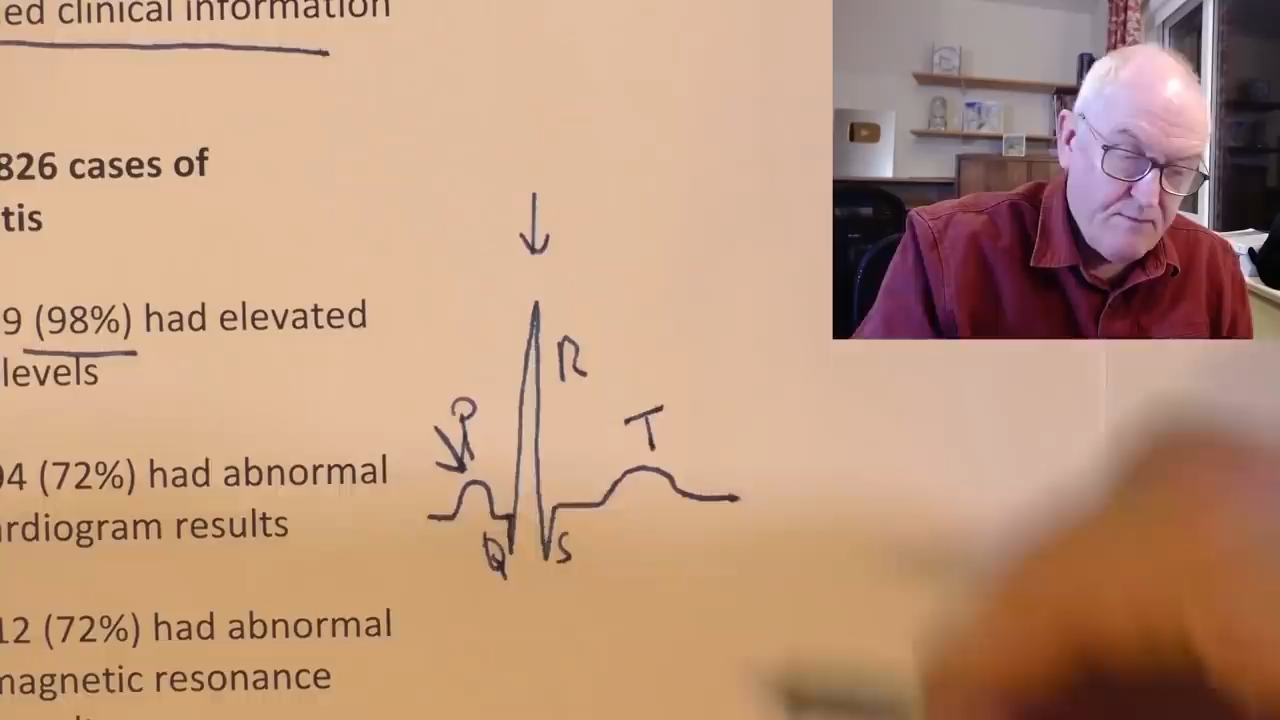 ed clinical information
826 cases of
tis
9 (98%) had elevated
levels
94 (72%) had abnormal
ardiogram results
12 (72%) had abnormal
magnetic resonance
P
R
T
Q
S